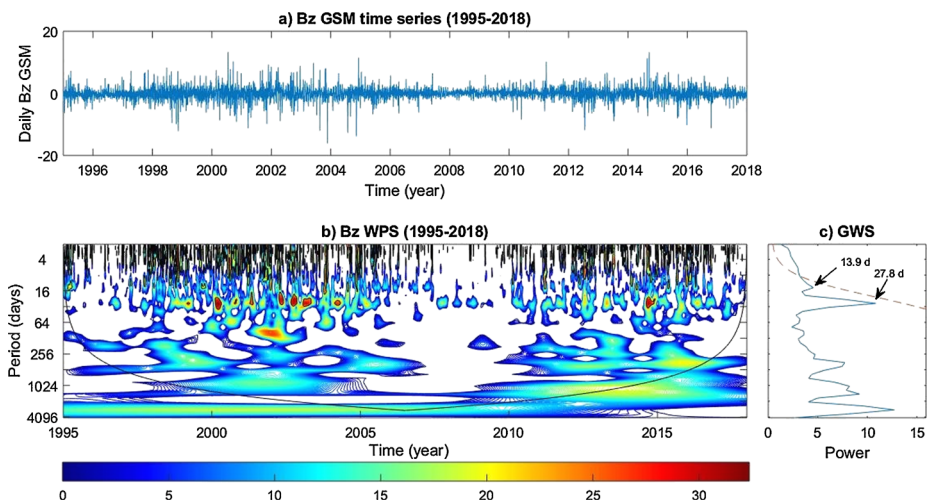 a) Bz GSM time series (1995-2018)
20
0
-20
Daily Bz GSM
1996 1998 2000 2002 2004 2006 2008 2010 2012 2014 2016 2018
Time (year)
b) Bz WPS (1995-2018)
4
16
64
256
1024
4096
Period (days)
1995 2000 2005 2010 2015
Time (year)
c) GWS
13.9 d
27.8 d
0 5 10 15
Power
0 5 10 15 20 25 30